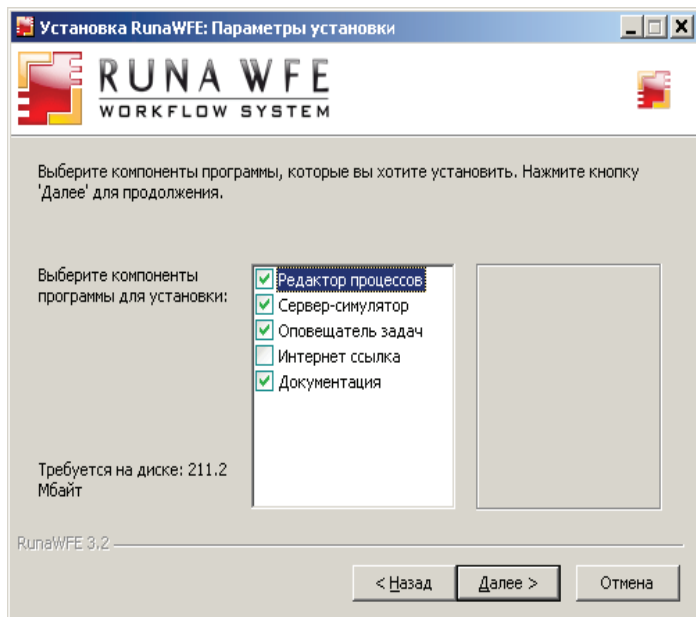 Установка RunaWFE: Параметры установки
RUNA WFE
WORKFLOW SYSTEM
Выберите компоненты программы, которые вы хотите установить. Нажмите кнопку
'Далее' для продолжения.
Выберите компоненты
программы для установки:
Редактор процессов
Сервер-симулятор
Оповещатель задач
Интернет ссылка
Документация
Требуется на диске: 211.2
Мбайт
RunaWFE 3.2
< Назад
Далее >
Отмена